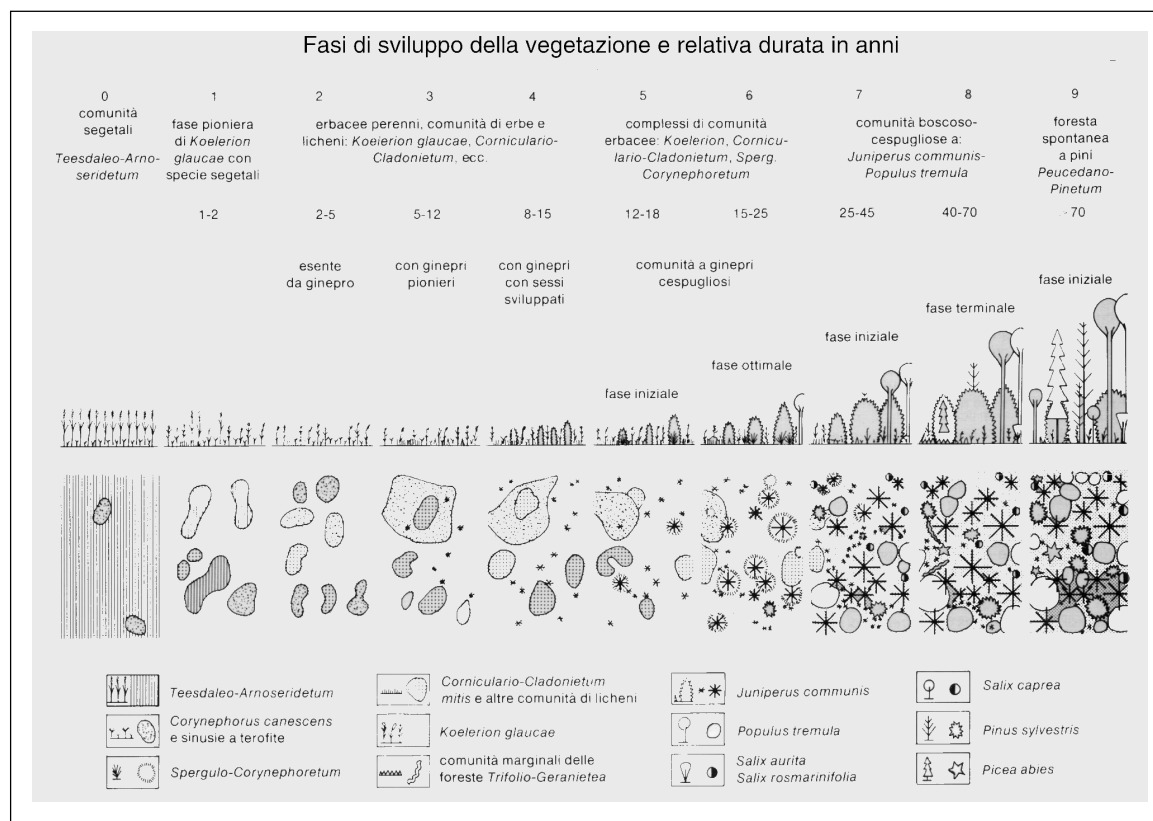 Fasi di sviluppo della vegetazione e relativa durata in anni
0
comunità
segetali
Teesdaleo-Arno-
seridetum
1
fase pioniera
di Koelerion
glaucae con
specie segetali
1-2
2
3
4
erbacee perenni, comunità di erbe e
licheni: Koeierion glaucae, Corniculario-
Cladonietum, ecc.
2-5
5-12
8-15
5
6
complessi di comunità
erbacee: Koelerion, Cornicu-
lario-Cladonietum, Sperg.
Corynephoretum
12-18
15-25
7
8
comunità boscoso-
cespugliose a:
Juniperus communis-
Populus tremula
25-45
40-70
9
foresta
spontanea
a pini
Peucedano-
Pinetum
70
esente
da ginepro
con ginepri
pionieri
con ginepri
con sessi
sviluppati
comunità a ginepri
cespugliosi
fase iniziale
fase ottimale
fase iniziale
fase terminale
fase iniziale
Teesdaleo-Arnoseridetum
Corynephorus canescens
e sinusie a terofite
Spergulo-Corynephoretum
Corniculario-Cladonietum
mitis e altre comunità di licheni
Koelerion glaucae
comunità marginali delle
foreste Trifolio-Geranietea
Juniperus communis
Populus tremula
Salix aurita
Salix rosmarinifolia
Salix caprea
Pinus sylvestris
Picea abies